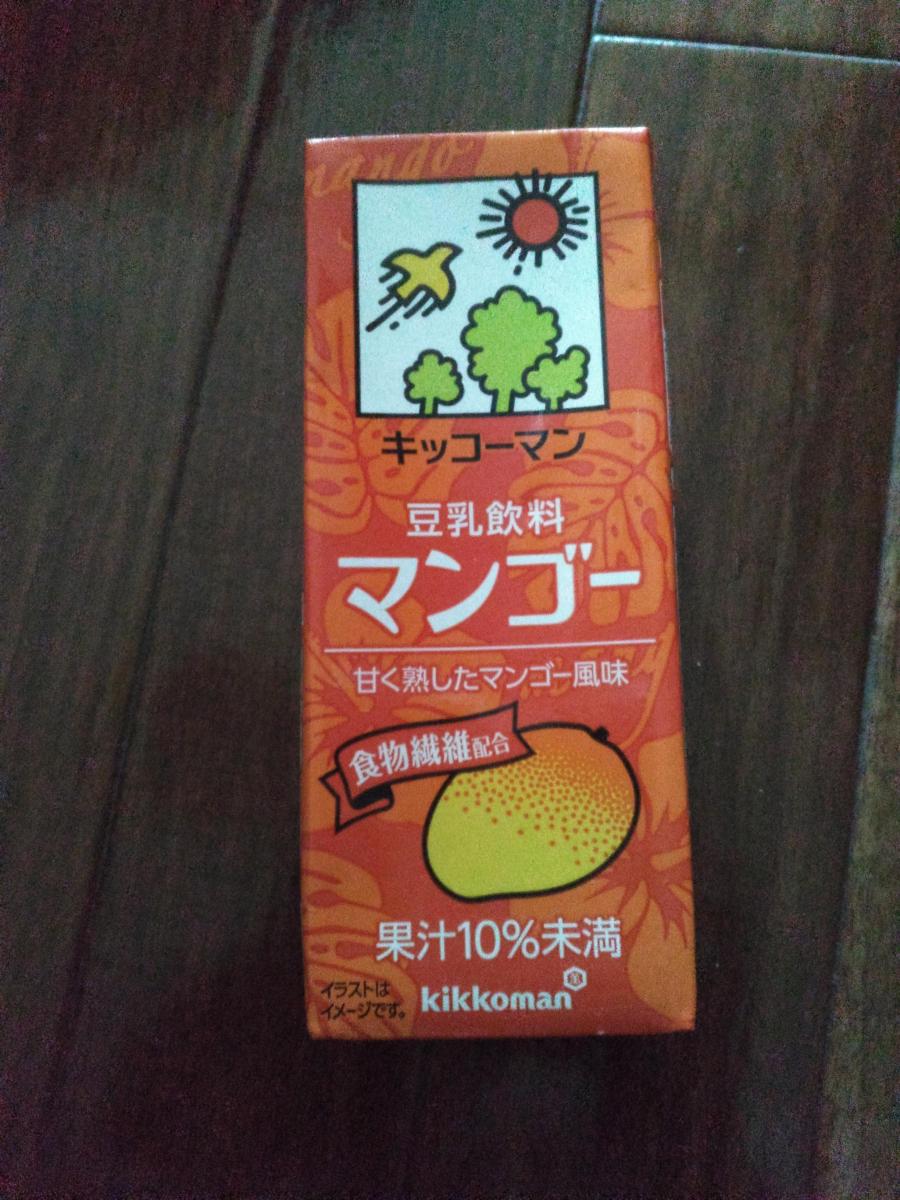 キッコーマン
豆乳飲料
マンゴー
甘く熟したマンゴー風味
食物繊維配合
果汁10%未満
イラストは
イメージです。
kikkoman